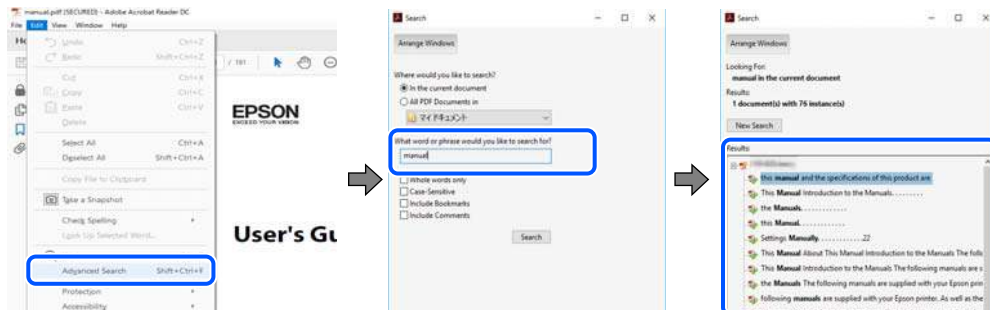 manual.pdf (SECURED) - Adobe Acrobat Reader DC
File Edit View Window Help
Undo Ctrl+Z
Redo Shift+Ctrl+Z
Cut Ctrl+X
Copy Ctrl+C
Paste Ctrl+V
Delete
Select All Ctrl+A
Deselect All Shift+Ctrl+A
Copy File to Clipboard
Take a Snapshot
Check Spelling
Look Up Selected Word...
Advanced Search Shift+Ctrl+F
Protection
Accessibility
/ 181
EPSON
EXCEED YOUR VISION
User's Gu
Search
Arrange Windows
Where would you like to search?
In the current document
All PDF Documents in
マイ ドキュメント
What word or phrase would you like to search for?
manual
Whole words only
Case-Sensitive
Include Bookmarks
Include Comments
Search
Search
Arrange Windows
Looking For:
manual in the current document
Results:
1 document(s) with 76 instance(s)
New Search
Results:
this manual and the specifications of this product are
This Manual Introduction to the Manuals. . . . . . . . .
the Manuals. . . . . . . . . . . . .
this Manual. . . . . . . . . . . . .
Settings Manually. . . . . . . . . . . . .22
This Manual About This Manual Introduction to the Manuals The follo
This Manual Introduction to the Manuals The following manuals are s
the Manuals The following manuals are supplied with your Epson prin
following manuals are supplied with your Epson printer. As well as the